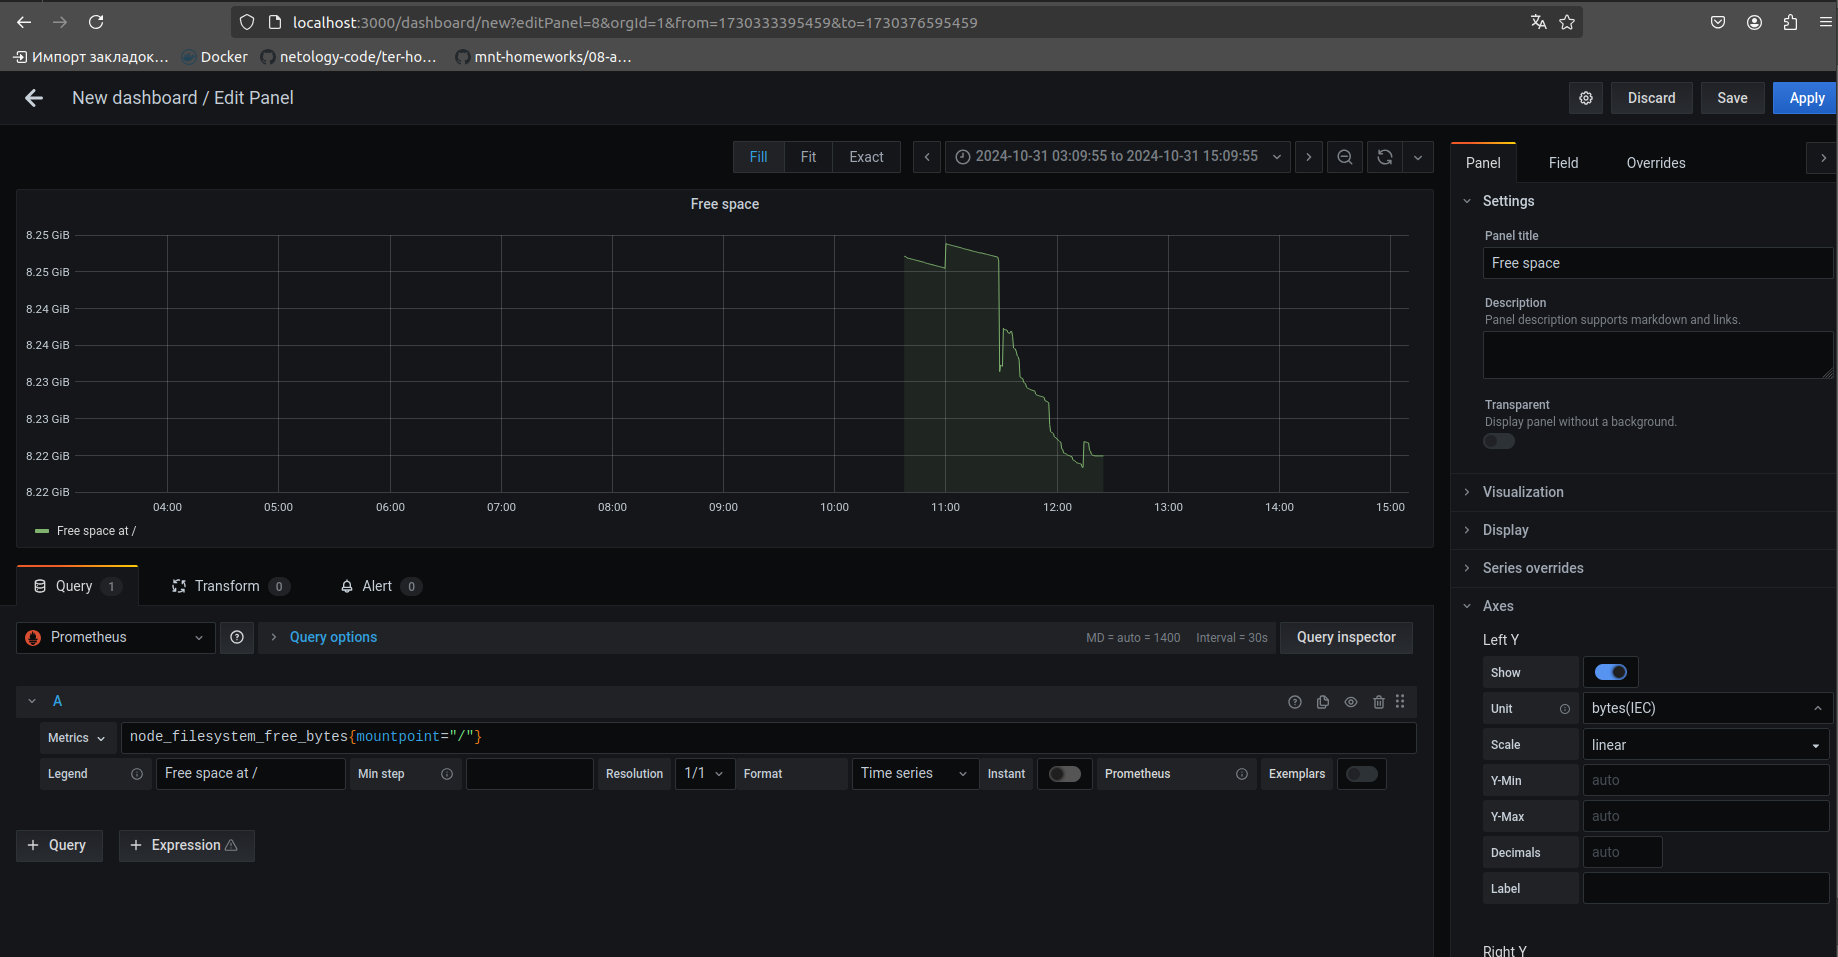 localhost:3000/dashboard/new?editPanel=8&orgId=1&from=1730333395459&to=1730376595459
Импорт закладок… Docker netology-code/ter-ho… mnt-homeworks/08-a…
New dashboard / Edit Panel Discard Save Apply
Fill Fit Exact 2024-10-31 03:09:55 to 2024-10-31 15:09:55
Panel Field Overrides
Free space
8.25 GiB
8.25 GiB
8.24 GiB
8.24 GiB
8.23 GiB
8.23 GiB
8.22 GiB
8.22 GiB
04:00 05:00 06:00 07:00 08:00 09:00 10:00 11:00 12:00 13:00 14:00 15:00
Free space at /
Query 1 Transform 0 Alert 0
Prometheus Query options MD = auto = 1400 Interval = 30s Query inspector
A
Metrics node_filesystem_free_bytes{mountpoint="/"}
Legend Free space at / Min step Resolution 1/1 Format Time series Instant Prometheus Exemplars
+ Query + Expression
Settings
Panel title
Free space
Description
Panel description supports markdown and links.
Transparent
Display panel without a background.
Visualization
Display
Series overrides
Axes
Left Y
Show
Unit bytes(IEC)
Scale linear
Y-Min auto
Y-Max auto
Decimals auto
Label
Right Y